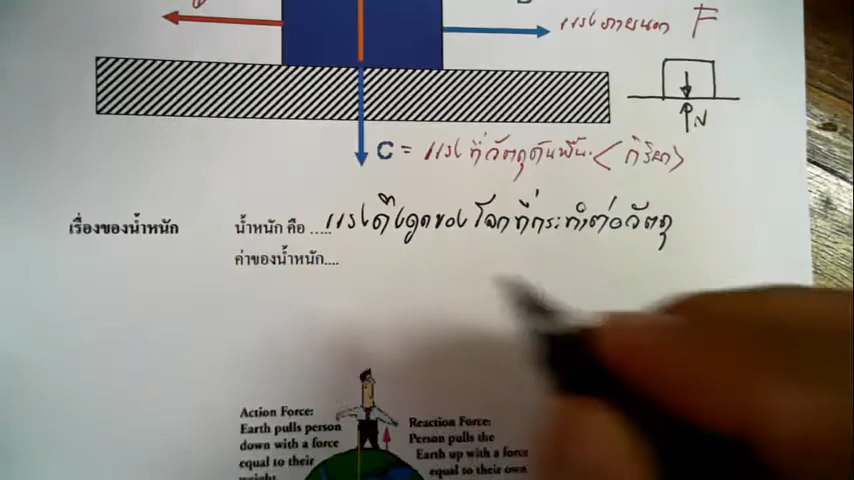 แรงภายนอก F
N
C = แรงที่วัตถุดันพื้น (กิริยา)
เรื่องของน้ำหนัก น้ำหนัก คือ ..... แรงดึงดูดของโลกที่กระทำต่อวัตถุ
ค่าของน้ำหนัก....
Action Force:
Earth pulls person
down with a force
equal to their
weight
Reaction Force:
Person pulls the
Earth up with a force
equal to their own